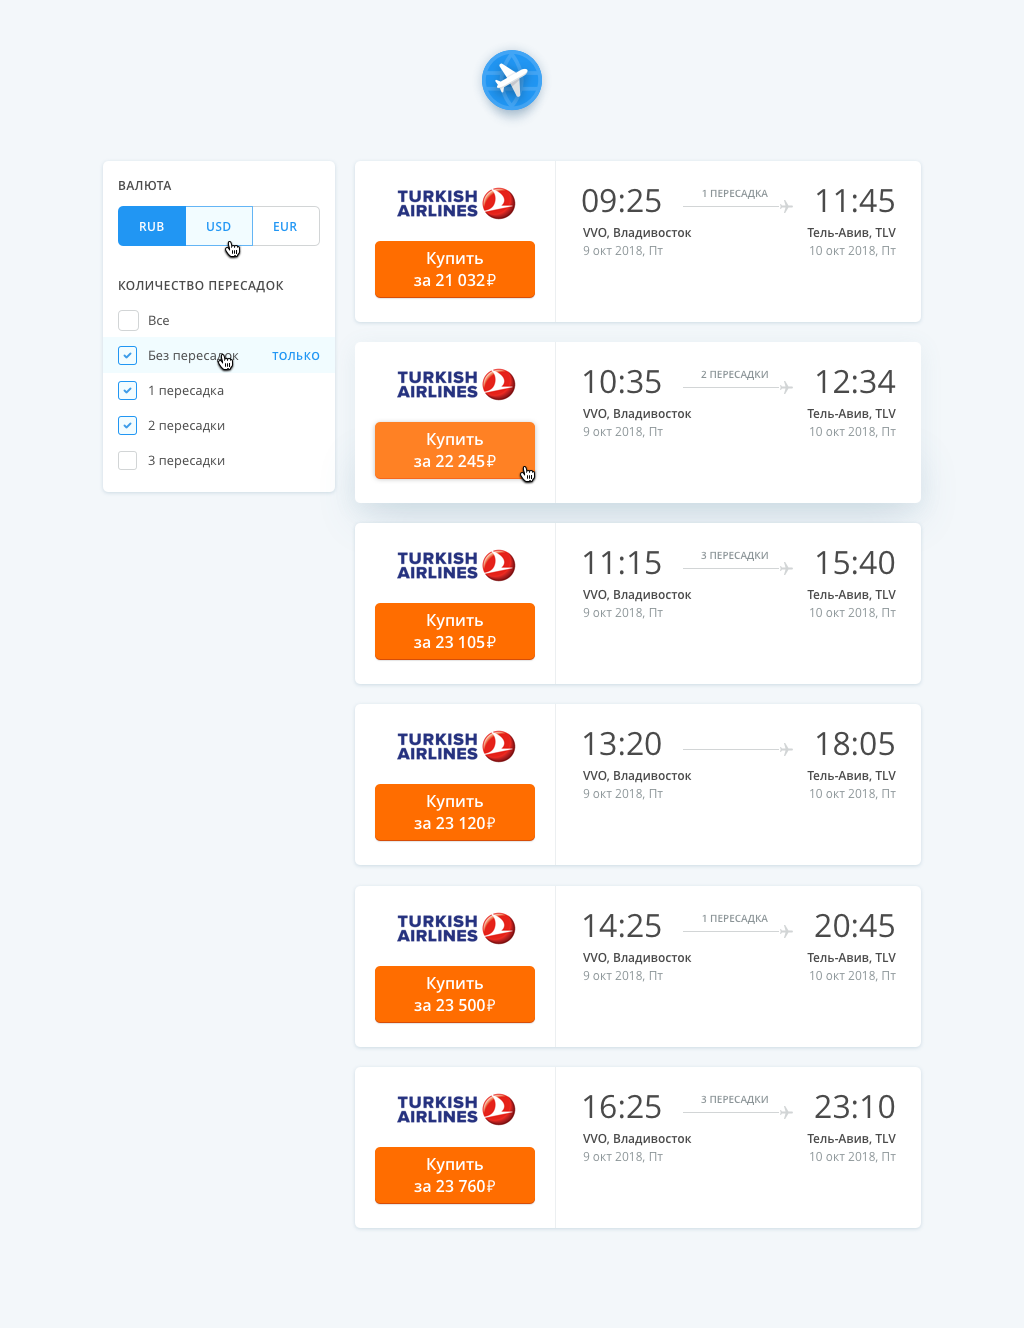 ВАЛЮТА
RUB USD EUR
КОЛИЧЕСТВО ПЕРЕСАДОК
Все
Без пересадок ТОЛЬКО
1 пересадка
2 пересадки
3 пересадки
TURKISH
AIRLINES
Купить
за 21 032₽
09:25 1 ПЕРЕСАДКА 11:45
VVO, Владивосток Тель-Авив, TLV
9 окт 2018, Пт 10 окт 2018, Пт
TURKISH
AIRLINES
Купить
за 22 245₽
10:35 2 ПЕРЕСАДКИ 12:34
VVO, Владивосток Тель-Авив, TLV
9 окт 2018, Пт 10 окт 2018, Пт
TURKISH
AIRLINES
Купить
за 23 105₽
11:15 3 ПЕРЕСАДКИ 15:40
VVO, Владивосток Тель-Авив, TLV
9 окт 2018, Пт 10 окт 2018, Пт
TURKISH
AIRLINES
Купить
за 23 120₽
13:20 18:05
VVO, Владивосток Тель-Авив, TLV
9 окт 2018, Пт 10 окт 2018, Пт
TURKISH
AIRLINES
Купить
за 23 500₽
14:25 1 ПЕРЕСАДКА 20:45
VVO, Владивосток Тель-Авив, TLV
9 окт 2018, Пт 10 окт 2018, Пт
TURKISH
AIRLINES
Купить
за 23 760₽
16:25 3 ПЕРЕСАДКИ 23:10
VVO, Владивосток Тель-Авив, TLV
9 окт 2018, Пт 10 окт 2018, Пт